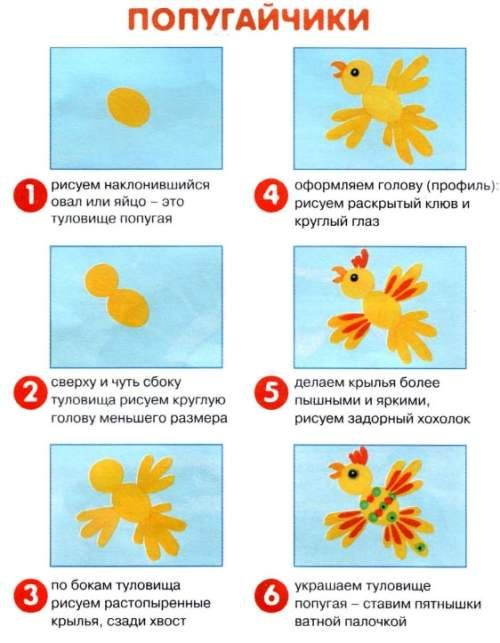 ПОПУГАЙЧИКИ
1 рисуем наклонившийся
овал или яйцо – это
туловище попугая
2 сверху и чуть сбоку
туловища рисуем круглую
голову меньшего размера
3 по бокам туловища
рисуем растопыренные
крылья, сзади хвост
4 оформляем голову (профиль):
рисуем раскрытый клюв и
круглый глаз
5 делаем крылья более
пышными и яркими,
рисуем задорный хохолок
6 украшаем туловище
попугая – ставим пятнышки
ватной палочкой